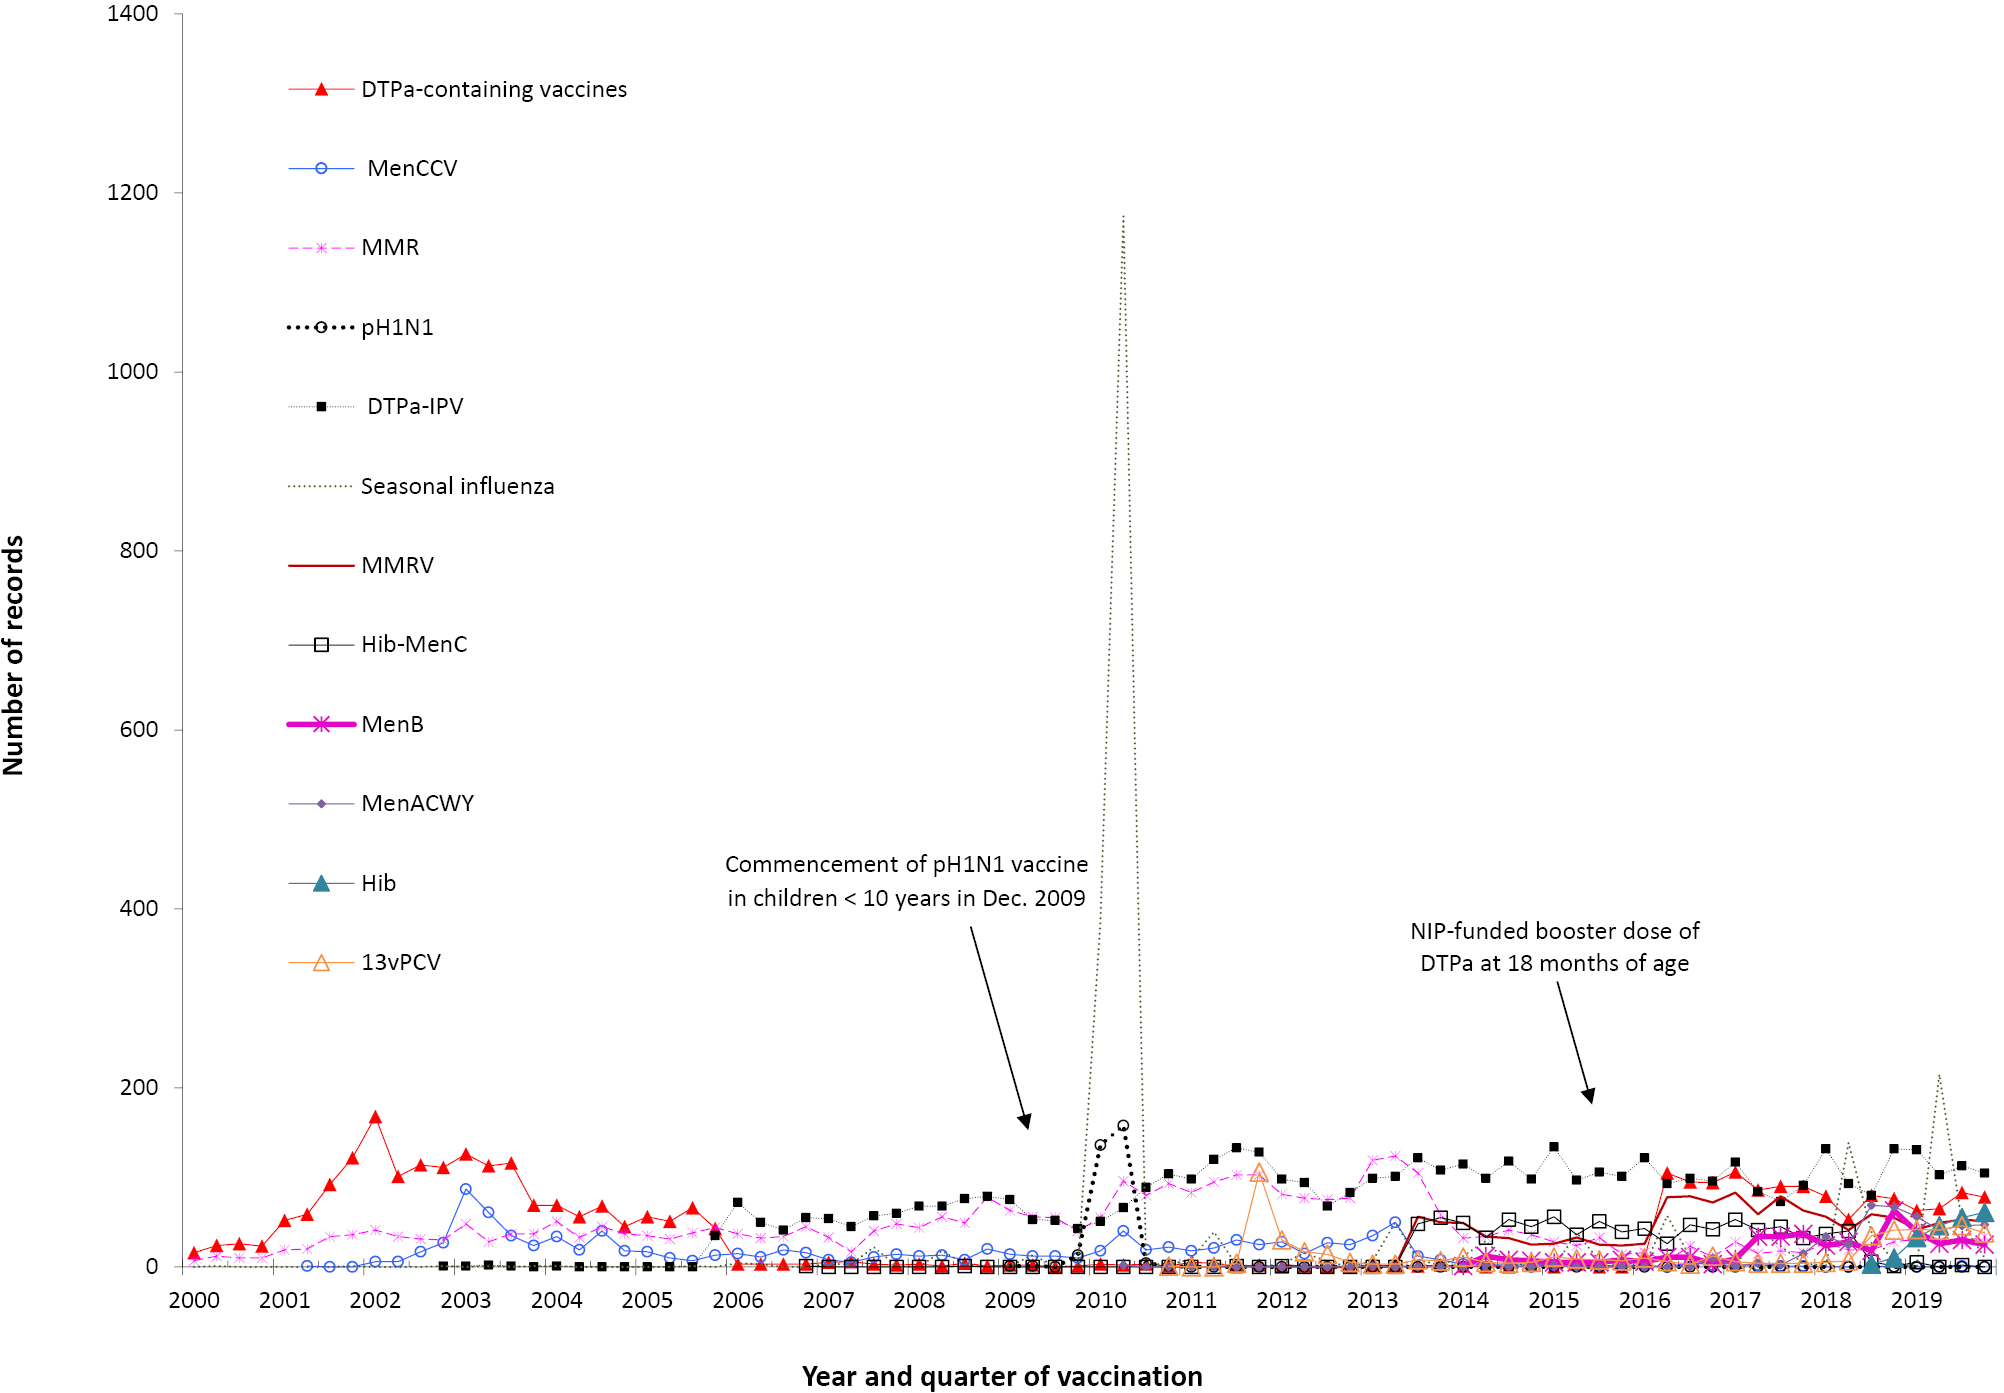 1400
1200
1000
800
600
400
200
0
Number of records
DTPa-containing vaccines
MenCCV
MMR
pH1N1
DTPa-IPV
Seasonal influenza
MMRV
Hib-MenC
MenB
MenACWY
Hib
13vPCV
Commencement of pH1N1 vaccine
in children < 10 years in Dec. 2009
NIP-funded booster dose of
DTPa at 18 months of age
2000 2001 2002 2003 2004 2005 2006 2007 2008 2009 2010 2011 2012 2013 2014 2015 2016 2017 2018 2019
Year and quarter of vaccination